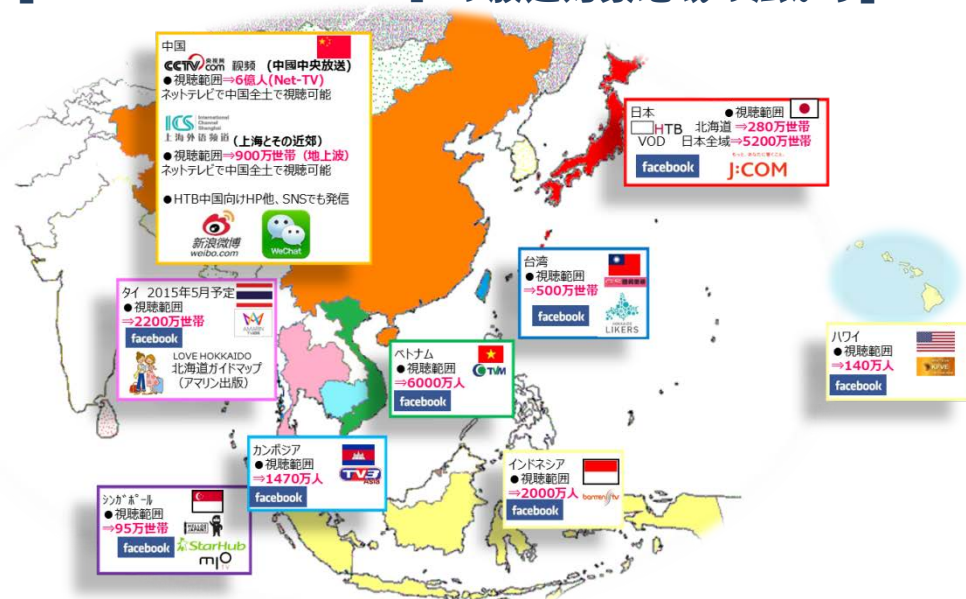 中国
CCTV.com 央视网 视频 (中國中央放送)
●視聴範囲⇒6億人(Net-TV)
ネットテレビで中国全土で視聴可能
ICS International Channel Shanghai
上海外语频道 (上海とその近郊)
●視聴範囲⇒900万世帯（地上波）
ネットテレビで中国全土で視聴可能
●HTB中国向けHP他、SNSでも発信
新浪微博
weibo.com
WeChat
日本 ●視聴範囲
HTB 北海道 ⇒280万世帯
VOD 日本全域⇒5200万世帯
facebook
J:COM
台湾
●視聴範囲
⇒500万世帯
facebook
LIKERS
ハワイ
●視聴範囲
⇒140万人
タイ 2015年5月予定
●視聴範囲
⇒2200万世帯
facebook
AMARIN
LOVE HOKKAIDO
北海道ガイドマップ
（アマリン出版）
ベトナム
●視聴範囲
⇒6000万人
TVM
facebook
カンボジア
●視聴範囲
⇒1470万人
TV3
ASIA
facebook
インドネシア
●視聴範囲
⇒2000万人
facebook
ｼﾝｶﾞﾎﾟｰﾙ
●視聴範囲
⇒95万世帯
facebook
StarHub
mio